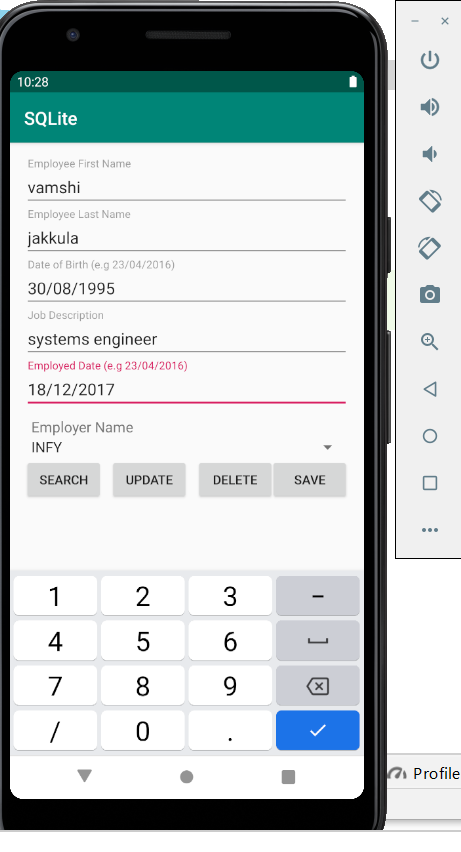 10:28
SQLite
Employee First Name
vamshi
Employee Last Name
jakkula
Date of Birth (e.g 23/04/2016)
30/08/1995
Job Description
systems engineer
Employed Date (e.g 23/04/2016)
18/12/2017
Employer Name
INFY
SEARCH UPDATE DELETE SAVE
1 2 3 –
4 5 6
7 8 9
/ 0 .
Profile